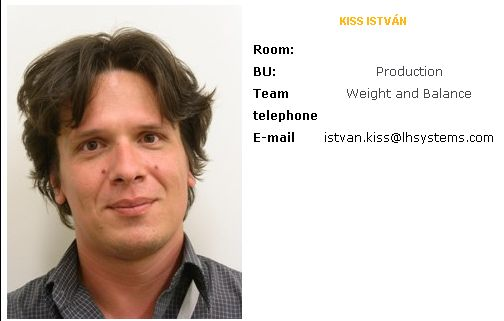 KISS ISTVÁN
Room:
BU: Production
Team Weight and Balance
telephone
E-mail istvan.kiss@lhsystems.com